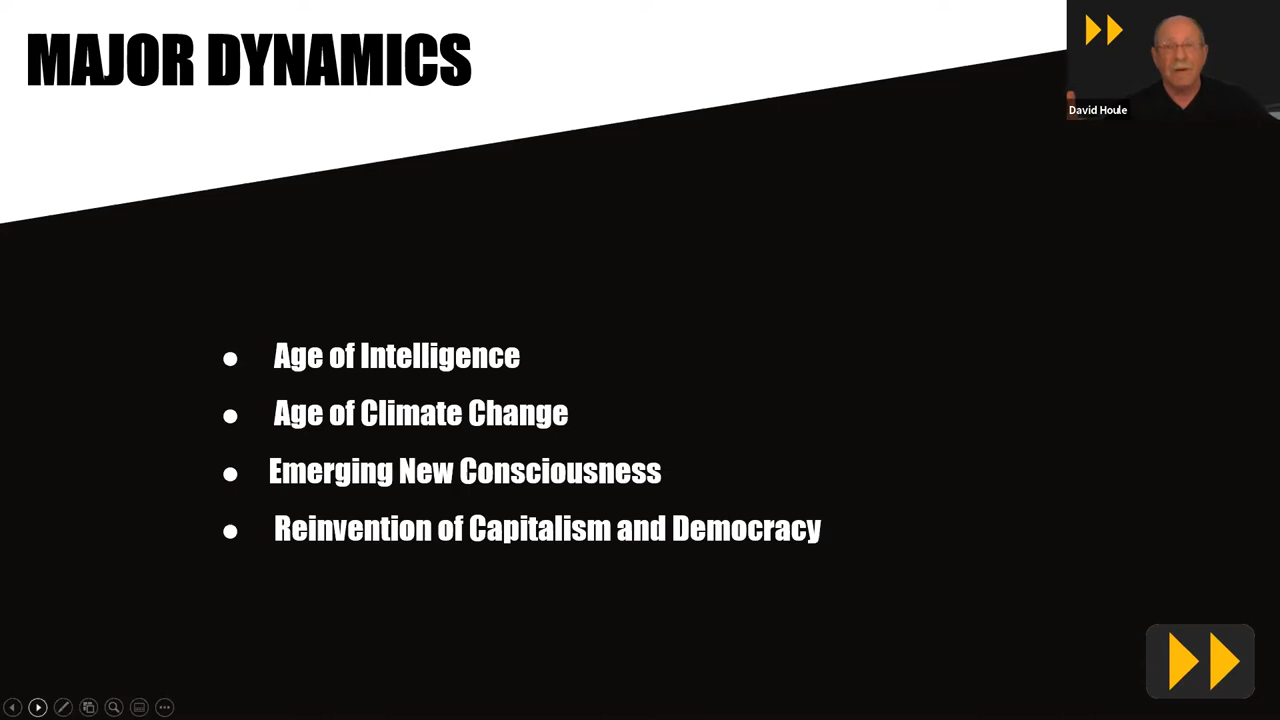 MAJOR DYNAMICS
David Houle
● Age of Intelligence
● Age of Climate Change
● Emerging New Consciousness
● Reinvention of Capitalism and Democracy